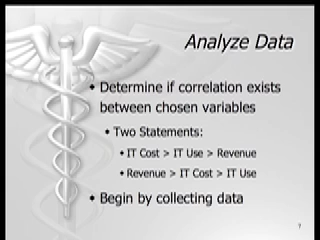 Analyze Data
Determine if correlation exists
between chosen variables
Two Statements:
IT Cost > IT Use > Revenue
Revenue > IT Cost > IT Use
Begin by collecting data
7